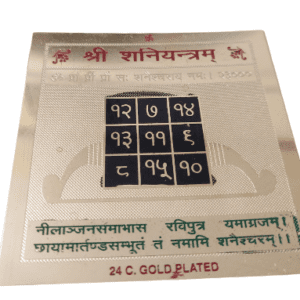 श्री शनियन्त्रम्
१२ ७ १४
१३ ११ ९
८ १५ १०
नीलाञ्जनसंमाभास रविपुत्र यमाग्रजम्।
छायामार्तण्डसम्भूतं तं नमामि शनैश्चरम्।।
24 C. GOLD PLATED